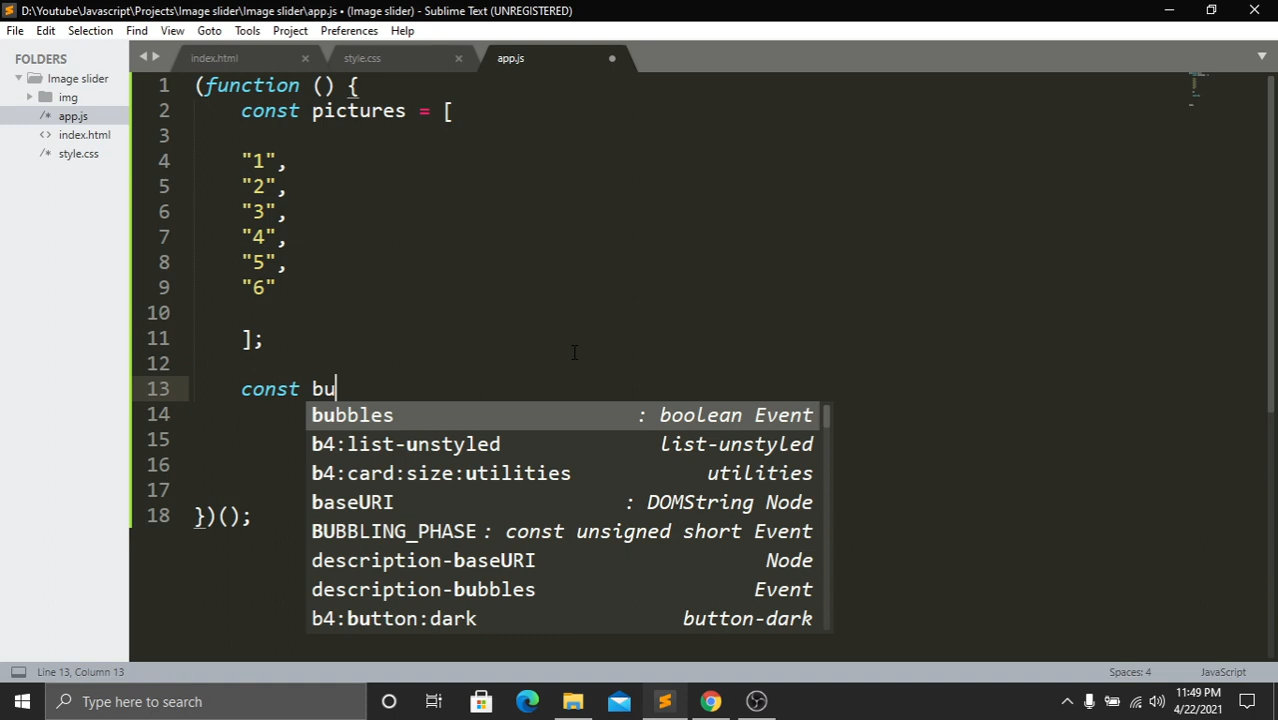 D:\Youtube\Javascript\Projects\Image slider\Image slider\app.js • (Image slider) - Sublime Text (UNREGISTERED)
File Edit Selection Find View Goto Tools Project Preferences Help
FOLDERS
Image slider
img
/* app.js
<> index.html
/* style.css
index.html × style.css × app.js
1 (function () {
2 const pictures = [
3
4 "1",
5 "2",
6 "3",
7 "4",
8 "5",
9 "6"
10
11 ];
12
13 const bu
14
15
16
17
18 })();
bubbles : boolean Event
b4:list-unstyled list-unstyled
b4:card:size:utilities utilities
baseURI : DOMString Node
BUBBLING_PHASE : const unsigned short Event
description-baseURI Node
description-bubbles Event
b4:button:dark button-dark
Line 13, Column 13 Spaces: 4 JavaScript
Type here to search
11:49 PM
4/22/2021